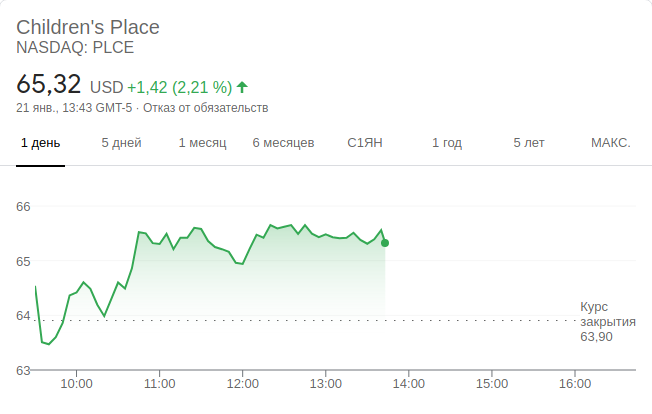 Children's Place
NASDAQ: PLCE
65,32 USD +1,42 (2,21 %)
21 янв., 13:43 GMT-5 · Отказ от обязательств
1 день 5 дней 1 месяц 6 месяцев С1ЯН 1 год 5 лет МАКС.
66
65
64
63
Курс
закрытия
63,90
10:00 11:00 12:00 13:00 14:00 15:00 16:00